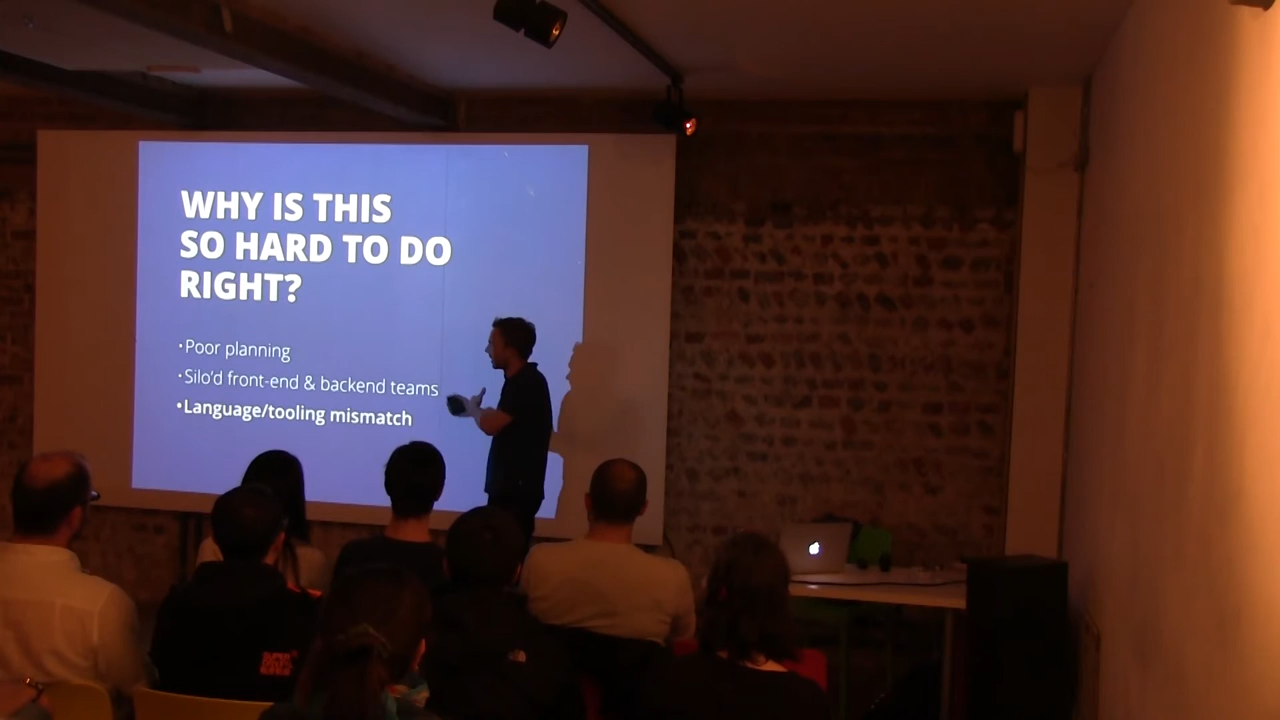 WHY IS THIS
SO HARD TO DO
RIGHT?
•Poor planning
•Silo'd front-end & backend teams
•Language/tooling mismatch